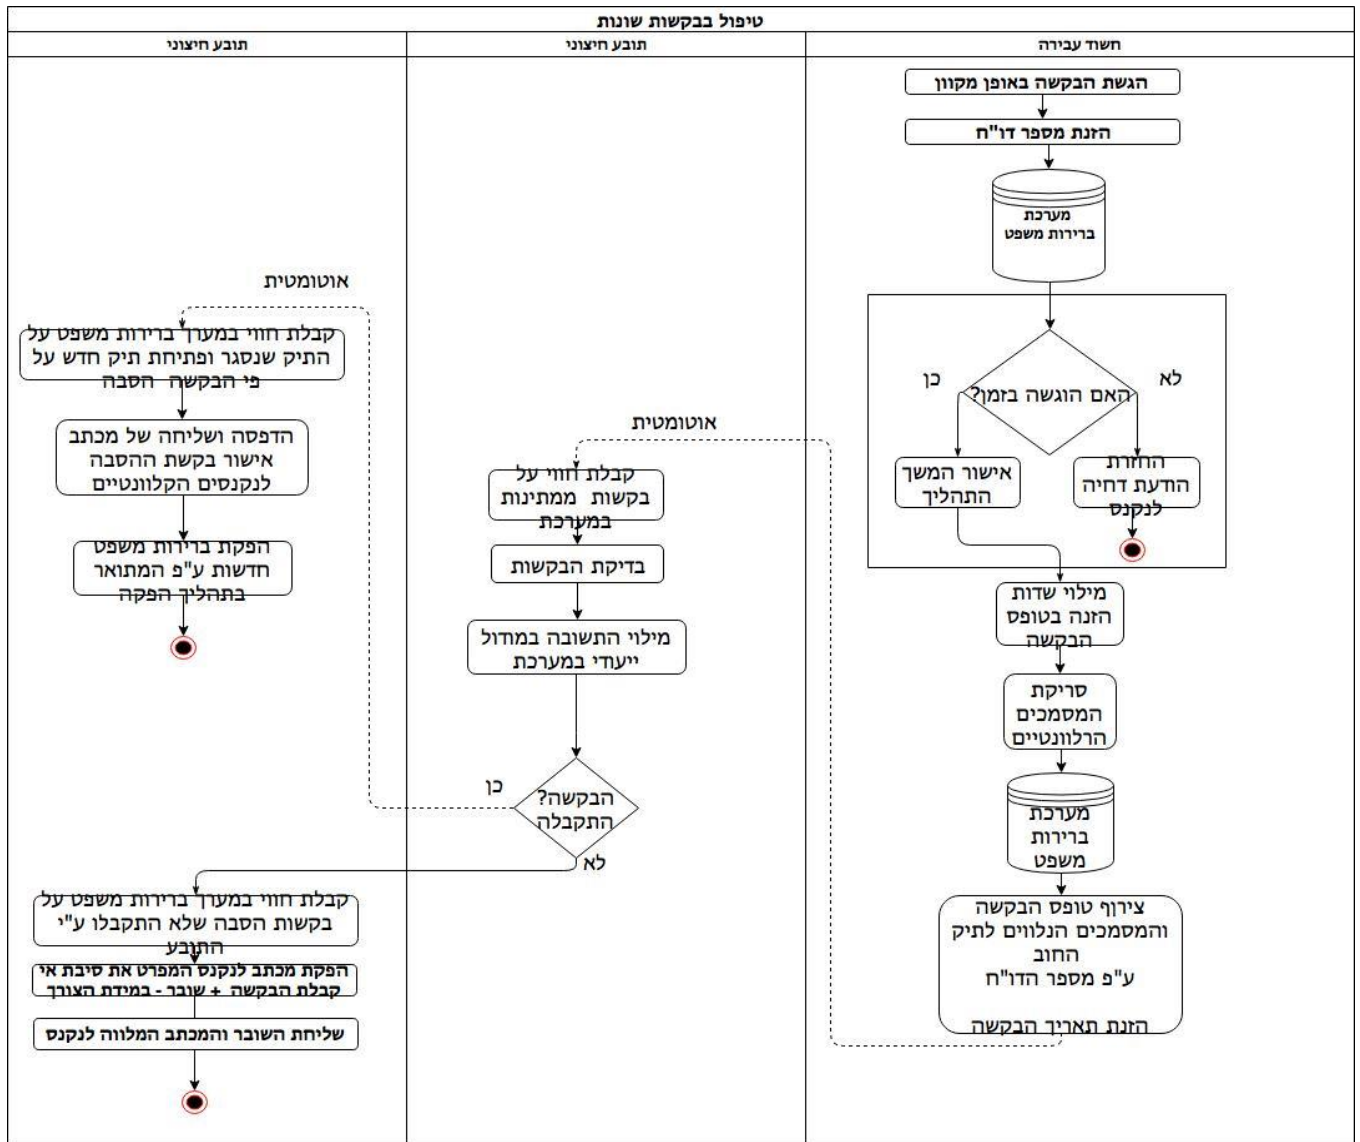 טיפול בבקשות שונות
חשוד עבירה
תובע חיצוני
תובע חיצוני
הגשת הבקשה באופן מקוון
הזנת מספר דו"ח
מערכת
ברירות משפט
האם הוגשה בזמן?
לא
כן
החזרת
הודעת דחיה
לנקנס
אישור המשך
התהליך
מילוי שדות
הזנה בטופס
הבקשה
סריקת
המסמכים
הרלוונטיים
מערכת
ברירות
משפט
צירוף טופס הבקשה
והמסמכים הנלווים לתיק
החוב
ע"פ מספר הדו"ח
הזנת תאריך הבקשה
אוטומטית
קבלת חווי על
בקשות ממתינות
במערכת
בדיקת הבקשות
מילוי התשובה במודול
ייעודי במערכת
הבקשה?
התקבלה
כן
לא
אוטומטית
קבלת חווי במערך ברירות משפט על
התיק שנסגר ופתיחת תיק חדש על
פי הבקשה הסבה
הדפסה ושליחה של מכתב
אישור בקשת ההסבה
לנקנסים הקלוונטיים
הפקת ברירות משפט
חדשות ע"פ המתואר
בתהליך הפקה
קבלת חווי במערך ברירות משפט על
בקשות הסבה שלא התקבלו ע"י
התובע
הפקת מכתב לנקנס המפרט את סיבת אי
קבלת הבקשה + שובר - במידת הצורך
שליחת השובר והמכתב המלווה לנקנס